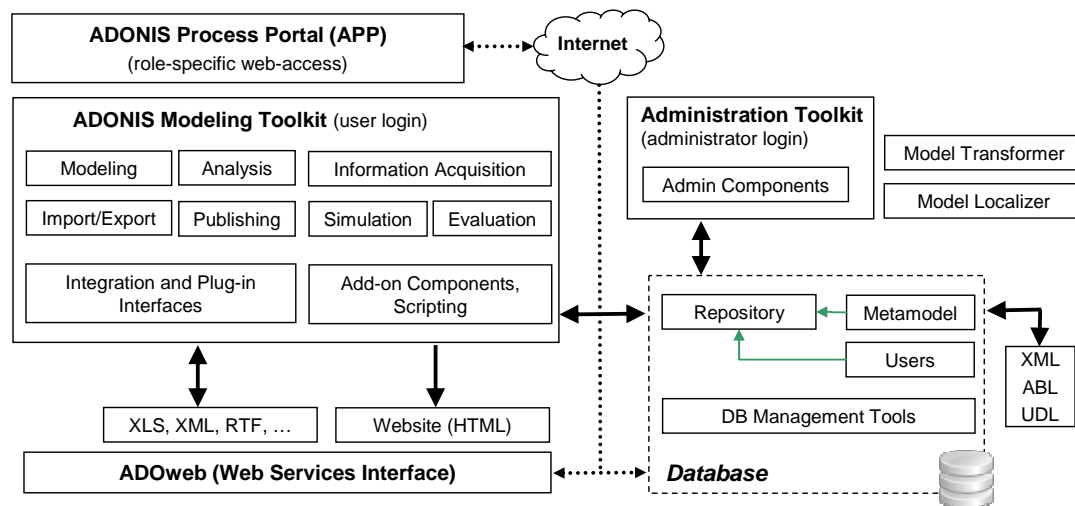 ADONIS Process Portal (APP)
(role-specific web-access)
Internet
ADONIS Modeling Toolkit (user login)
Modeling
Analysis
Information Acquisition
Import/Export
Publishing
Simulation
Evaluation
Integration and Plug-in
Interfaces
Add-on Components,
Scripting
Administration Toolkit
(administrator login)
Admin Components
Model Transformer
Model Localizer
Repository
Metamodel
Users
DB Management Tools
Database
XML
ABL
UDL
XLS, XML, RTF, …
Website (HTML)
ADOweb (Web Services Interface)